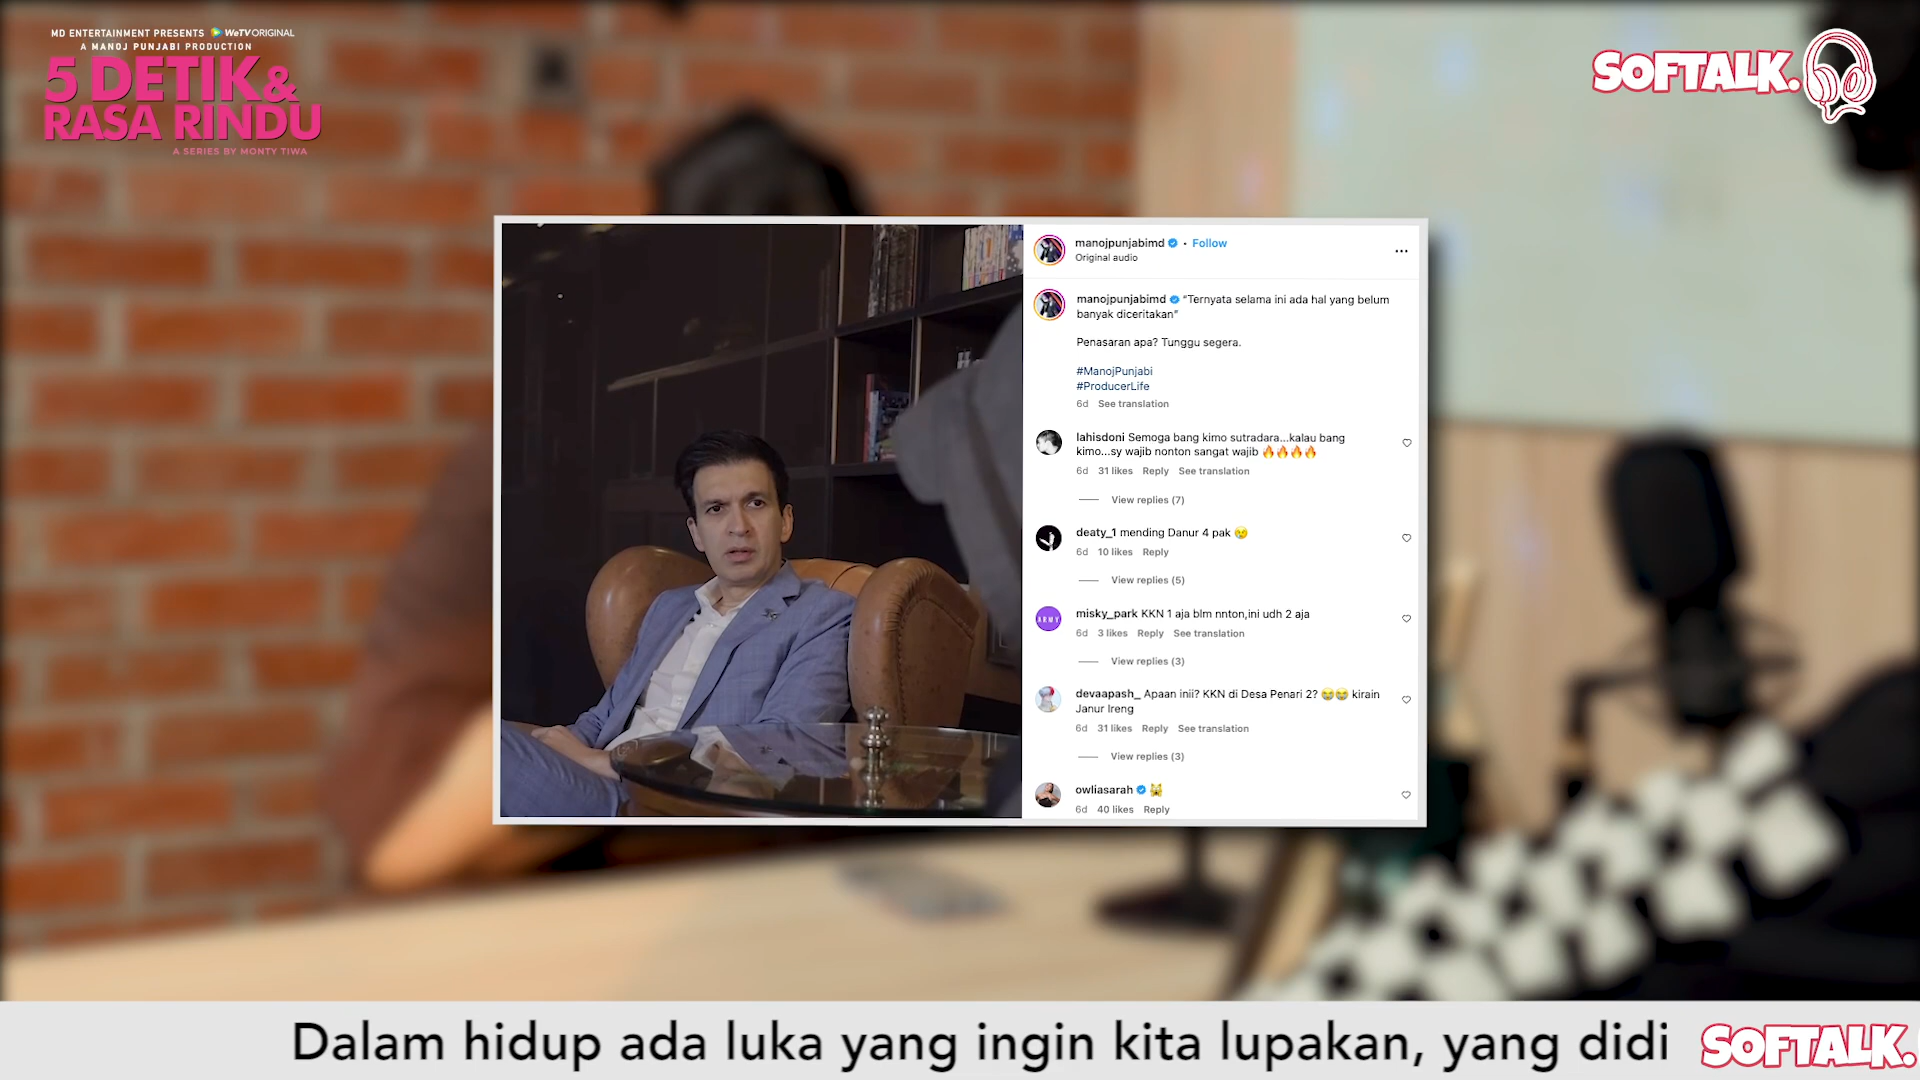 MD ENTERTAINMENT PRESENTS WeTV ORIGINAL
A MANOJ PUNJABI PRODUCTION
5 DETIK &
RASA RINDU
A SERIES BY MONTY TIWA
SOFTALK.
manojpunjabimd • Follow
Original audio
manojpunjabimd "Ternyata selama ini ada hal yang belum
banyak diceritakan"
Penasaran apa? Tunggu segera.
#ManojPunjabi
#ProducerLife
6d See translation
lahisdoni Semoga bang kimo sutradara...kalau bang
kimo...sy wajib nonton sangat wajib 🔥🔥🔥🔥
6d 31 likes Reply See translation
View replies (7)
deaty_1 mending Danur 4 pak 🥲
6d 10 likes Reply
View replies (5)
ARMY
misky_park KKN 1 aja blm nnton,ini udh 2 aja
6d 3 likes Reply See translation
View replies (3)
devaapash_ Apaan inii? KKN di Desa Penari 2? 😭😭 kirain
Janur Ireng
6d 31 likes Reply See translation
View replies (3)
owliasarah 🙀
6d 40 likes Reply
Dalam hidup ada luka yang ingin kita lupakan, yang didi
SOFTALK.